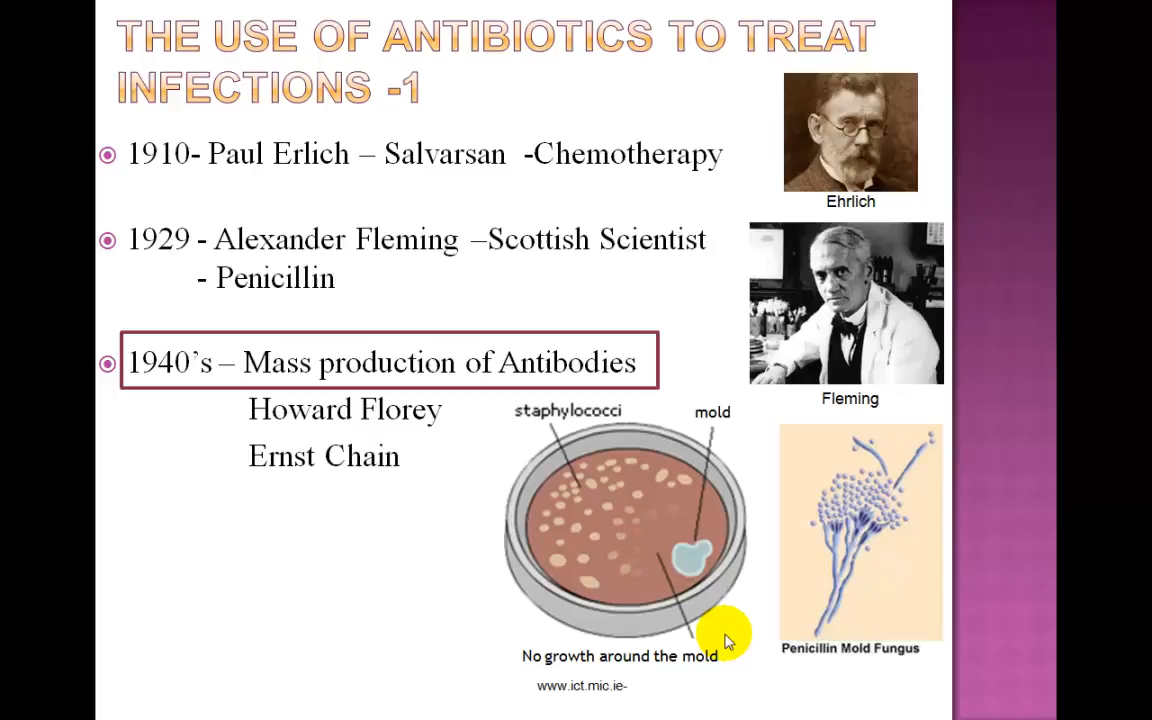 THE USE OF ANTIBIOTICS TO TREAT
INFECTIONS -1
1910- Paul Erlich – Salvarsan -Chemotherapy
Ehrlich
1929 - Alexander Fleming –Scottish Scientist
- Penicillin
1940's – Mass production of Antibodies
Fleming
Howard Florey
Ernst Chain
staphylococci
mold
No growth around the mold
Penicillin Mold Fungus
www.ict.mic.ie-